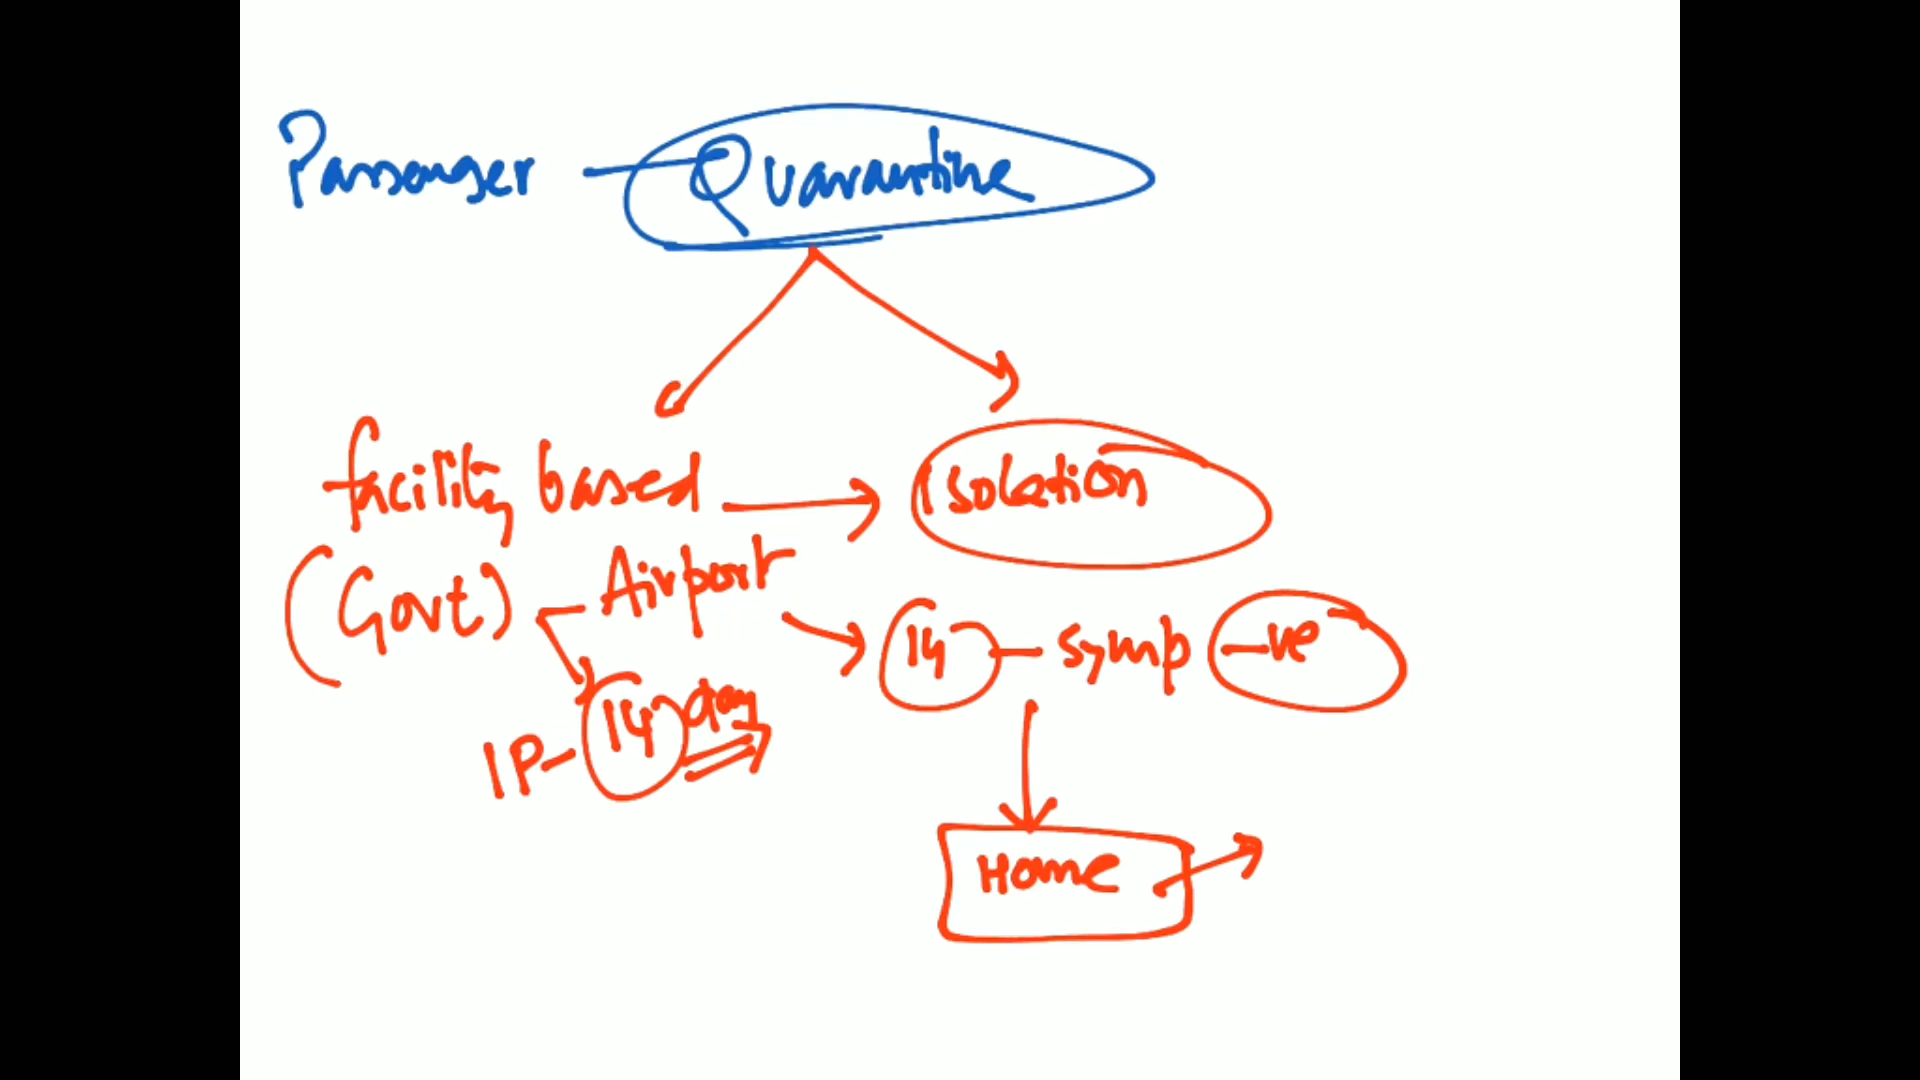 Passenger — Quarantine
facility based → Isolation
(Govt) — Airport
14 — Symp -ve
IP - 14 day
Home